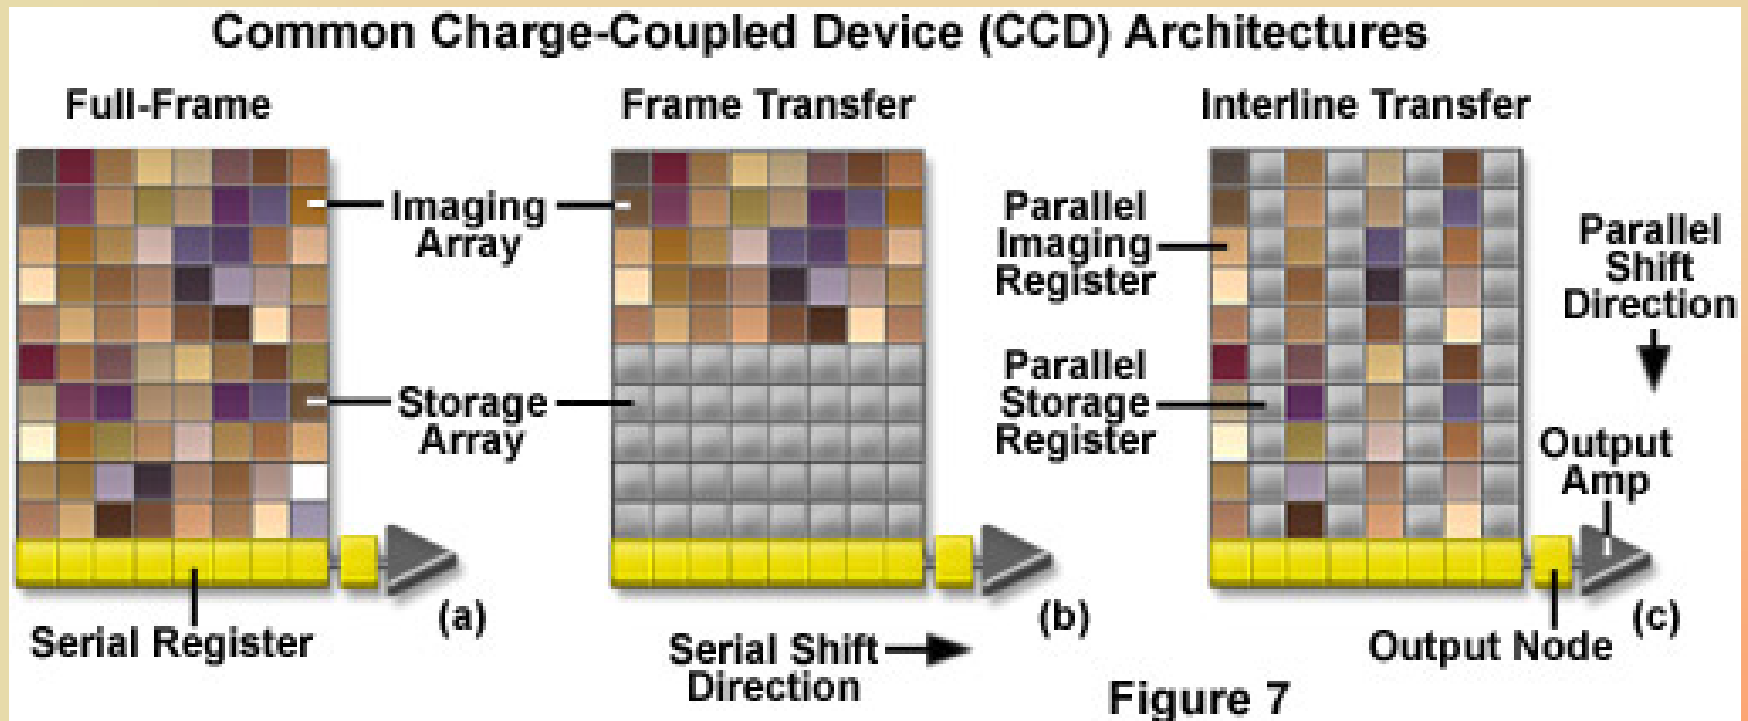 Common Charge-Coupled Device (CCD) Architectures
Full-Frame
Frame Transfer
Interline Transfer
Imaging
Array
Storage
Array
Parallel
Imaging
Register
Parallel
Storage
Register
Parallel
Shift
Direction
Output
Amp
(a)
(b)
(c)
Serial Register
Serial Shift
Direction
Output Node
Figure 7